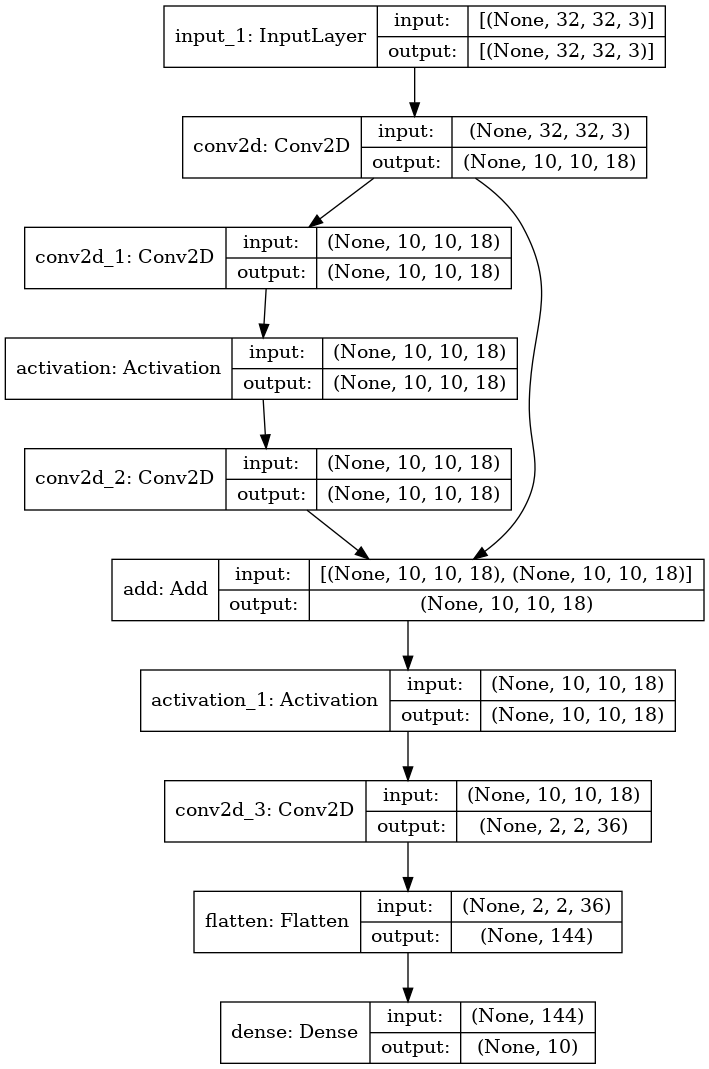 input_1: InputLayer
input:
[(None, 32, 32, 3)]
output:
[(None, 32, 32, 3)]
conv2d: Conv2D
input:
(None, 32, 32, 3)
output:
(None, 10, 10, 18)
conv2d_1: Conv2D
input:
(None, 10, 10, 18)
output:
(None, 10, 10, 18)
activation: Activation
input:
(None, 10, 10, 18)
output:
(None, 10, 10, 18)
conv2d_2: Conv2D
input:
(None, 10, 10, 18)
output:
(None, 10, 10, 18)
add: Add
input:
[(None, 10, 10, 18), (None, 10, 10, 18)]
output:
(None, 10, 10, 18)
activation_1: Activation
input:
(None, 10, 10, 18)
output:
(None, 10, 10, 18)
conv2d_3: Conv2D
input:
(None, 10, 10, 18)
output:
(None, 2, 2, 36)
flatten: Flatten
input:
(None, 2, 2, 36)
output:
(None, 144)
dense: Dense
input:
(None, 144)
output:
(None, 10)